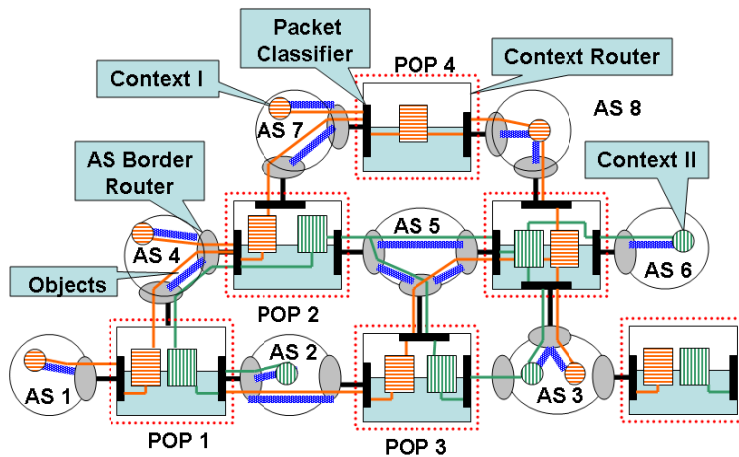 Packet
Classifier
Context I
POP 4
Context Router
AS 7
AS 8
AS Border
Router
Context II
AS 4
AS 5
AS 6
Objects
POP 2
AS 2
AS 1
AS 3
POP 1
POP 3